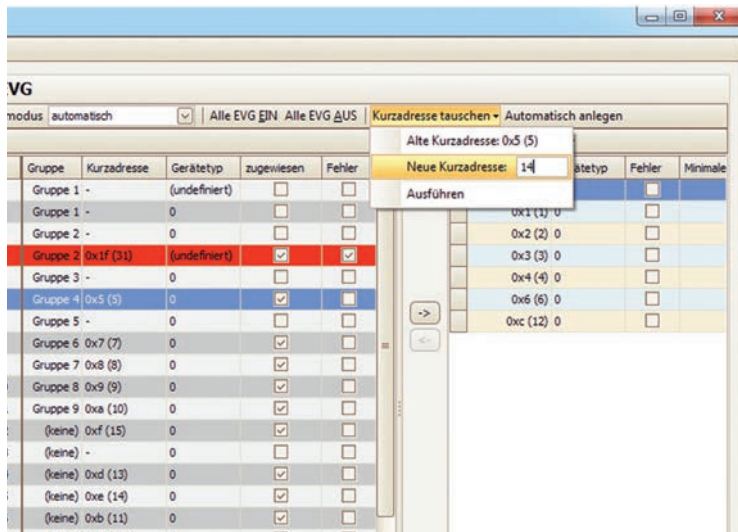 EVG
modus automatisch Alle EVG EIN Alle EVG AUS Kurzadresse tauschen Automatisch anlegen
Alte Kurzadresse: 0x5 (5)
Neue Kurzadresse: 14
Ausführen
Gruppe Kurzadresse Gerätetyp zugewiesen Fehler
Gruppe 1 - (undefiniert)
Gruppe 1 - 0
Gruppe 2 - 0
Gruppe 2 0x1f (31) (undefiniert)
Gruppe 3 - 0
Gruppe 4 0x5 (5) 0
Gruppe 5 - 0
Gruppe 6 0x7 (7) 0
Gruppe 7 0x8 (8) 0
Gruppe 8 0x9 (9) 0
Gruppe 9 0xa (10) 0
(keine) 0xf (15) 0
(keine) - 0
(keine) 0xd (13) 0
(keine) 0xe (14) 0
(keine) 0xb (11) 0
->
<-
ätetyp Fehler Minimale
0x1 (1) 0
0x2 (2) 0
0x3 (3) 0
0x4 (4) 0
0x6 (6) 0
0xc (12) 0